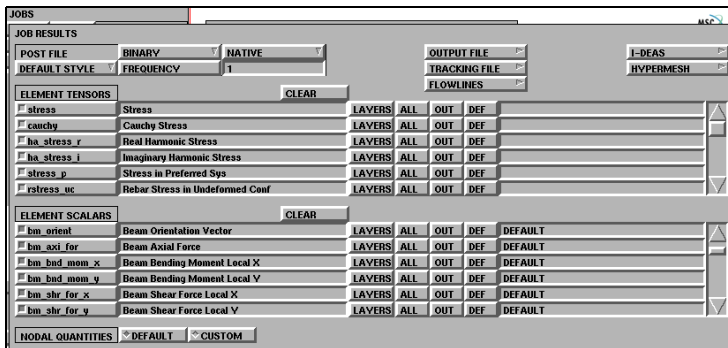 JOBS
MSC
JOB RESULTS
POST FILE BINARY NATIVE OUTPUT FILE I-DEAS
DEFAULT STYLE FREQUENCY 1 TRACKING FILE HYPERMESH
FLOWLINES
ELEMENT TENSORS CLEAR
stress Stress LAYERS ALL OUT DEF
cauchy Cauchy Stress LAYERS ALL OUT DEF
ha_stress_r Real Harmonic Stress LAYERS ALL OUT DEF
ha_stress_i Imaginary Harmonic Stress LAYERS ALL OUT DEF
stress_p Stress in Preferred Sys LAYERS ALL OUT DEF
rstress_uc Rebar Stress in Undeformed Conf LAYERS ALL OUT DEF
ELEMENT SCALARS CLEAR
bm_orient Beam Orientation Vector LAYERS ALL OUT DEF DEFAULT
bm_axi_for Beam Axial Force LAYERS ALL OUT DEF DEFAULT
bm_bnd_mom_x Beam Bending Moment Local X LAYERS ALL OUT DEF DEFAULT
bm_bnd_mom_y Beam Bending Moment Local Y LAYERS ALL OUT DEF DEFAULT
bm_shr_for_x Beam Shear Force Local X LAYERS ALL OUT DEF DEFAULT
bm_shr_for_y Beam Shear Force Local Y LAYERS ALL OUT DEF DEFAULT
NODAL QUANTITIES DEFAULT CUSTOM